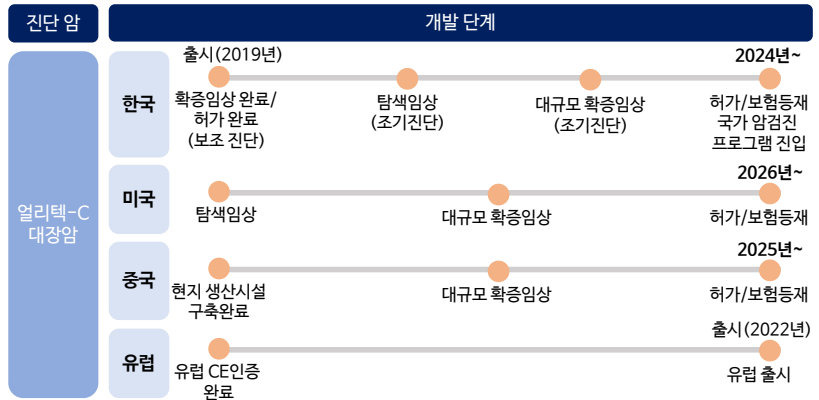 진단 암
개발 단계
얼리텍-C
대장암
한국
출시(2019년)
확증임상 완료/
허가 완료
(보조 진단)
탐색임상
(조기진단)
대규모 확증임상
(조기진단)
2024년~
허가/보험등재
국가 암검진
프로그램 진입
미국
탐색임상
대규모 확증임상
2026년~
허가/보험등재
중국
현지 생산시설
구축완료
대규모 확증임상
2025년~
허가/보험등재
유럽
유럽 CE인증
완료
출시(2022년)
유럽 출시